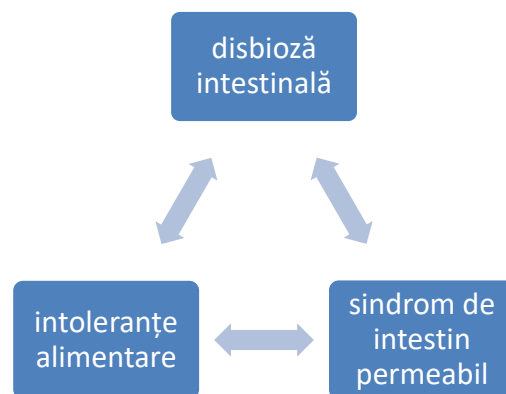 disbioză
intestinală
intoleranțe
alimentare
sindrom de
intestin
permeabil